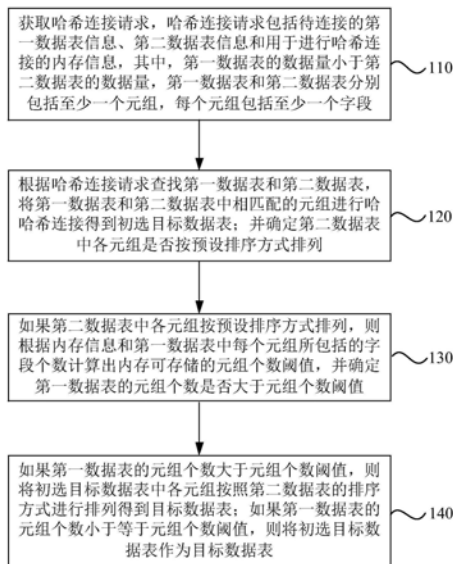 获取哈希连接请求，哈希连接请求包括待连接的第
一数据表信息、第二数据表信息和用于进行哈希连
接的内存信息，其中，第一数据表的数据量小于第
二数据表的数据量，第一数据表和第二数据表分别
包括至少一个元组，每个元组包括至少一个字段
110
根据哈希连接请求查找第一数据表和第二数据表，
将第一数据表和第二数据表中相匹配的元组进行哈
哈希连接得到初选目标数据表；并确定第二数据表
中各元组是否按预设排序方式排列
120
如果第二数据表中各元组按预设排序方式排列，则
根据内存信息和第一数据表中每个元组所包括的字
段个数计算出内存可存储的元组个数阈值，并确定
第一数据表的元组个数是否大于元组个数阈值
130
如果第一数据表的元组个数大于元组个数阈值，则
将初选目标数据表中各元组按照第二数据表的排序
方式进行排列得到目标数据表；如果第一数据表的
元组个数小于等于元组个数阈值，则将初选目标数
据表作为目标数据表
140